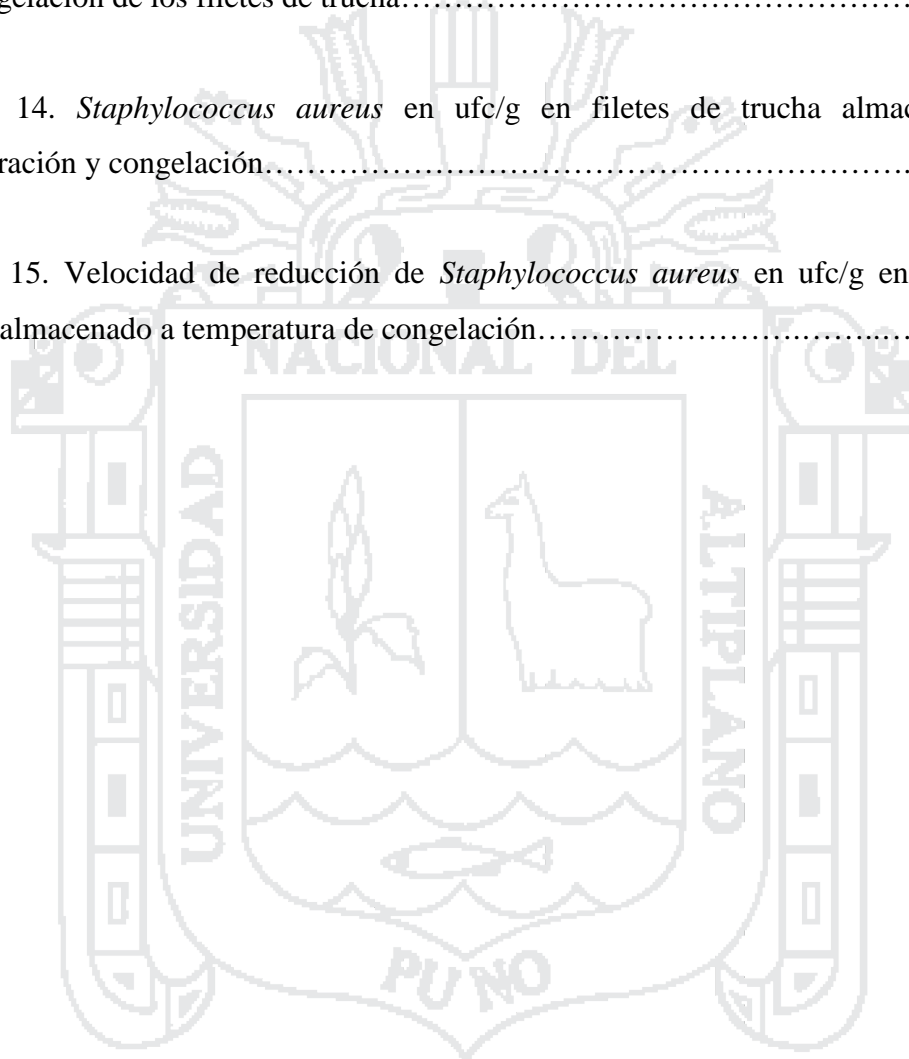 gelación de los filetes de trucha……………………………………………………
14. Staphylococcus aureus en ufc/g en filetes de trucha almac
ración y congelación………………….…………………………………….
15. Velocidad de reducción de Staphylococcus aureus en ufc/g en
almacenado a temperatura de congelación…………………….……..…
NACIONAL DEL
UNIVERSIDAD
ALTIPLANO
PUNO